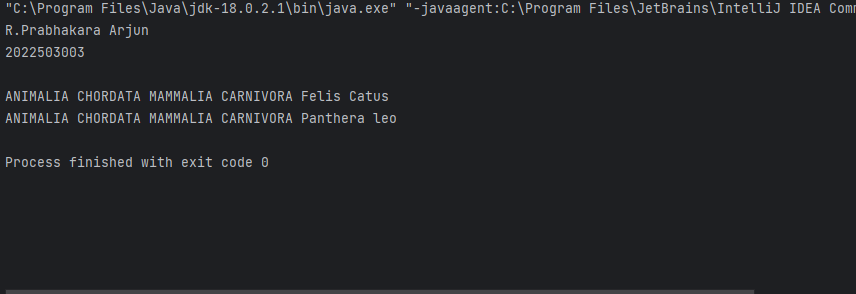 "C:\Program Files\Java\jdk-18.0.2.1\bin\java.exe" "-javaagent:C:\Program Files\JetBrains\IntelliJ IDEA Com
R.Prabhakara Arjun
2022503003
ANIMALIA CHORDATA MAMMALIA CARNIVORA Felis Catus
ANIMALIA CHORDATA MAMMALIA CARNIVORA Panthera leo
Process finished with exit code 0